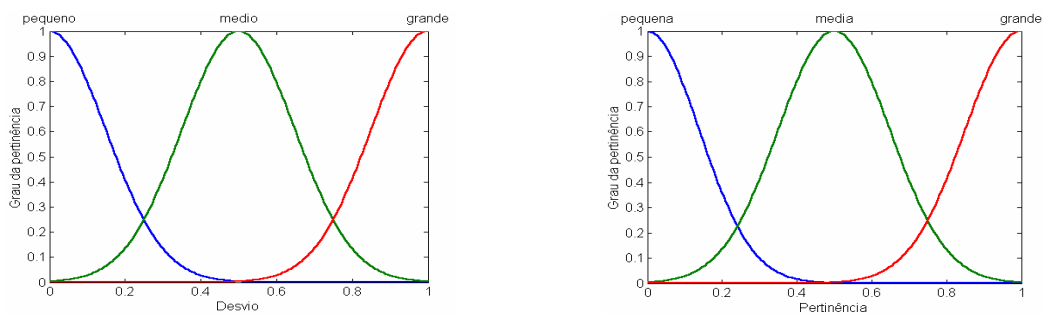 pequeno medio grande
Grau da pertinência
1
0.9
0.8
0.7
0.6
0.5
0.4
0.3
0.2
0.1
0
0 0.2 0.4 0.6 0.8 1
Desvio
pequena media grande
Grau da pertinência
1
0.9
0.8
0.7
0.6
0.5
0.4
0.3
0.2
0.1
0
0 0.2 0.4 0.6 0.8 1
Pertinência